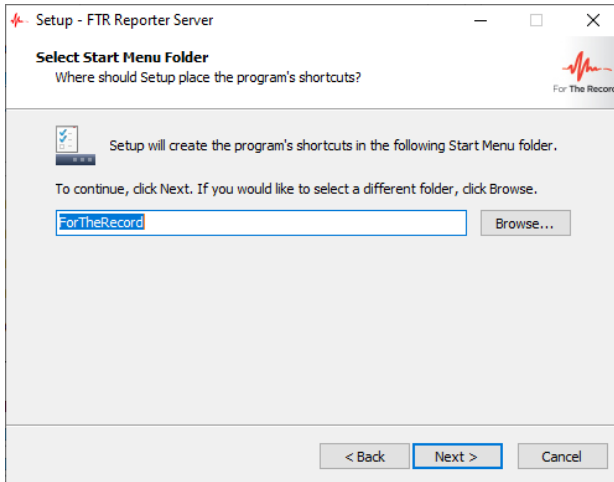 Setup - FTR Reporter Server
Select Start Menu Folder
Where should Setup place the program's shortcuts?
For The Record
Setup will create the program's shortcuts in the following Start Menu folder.
To continue, click Next. If you would like to select a different folder, click Browse.
ForTheRecord
Browse...
< Back
Next >
Cancel